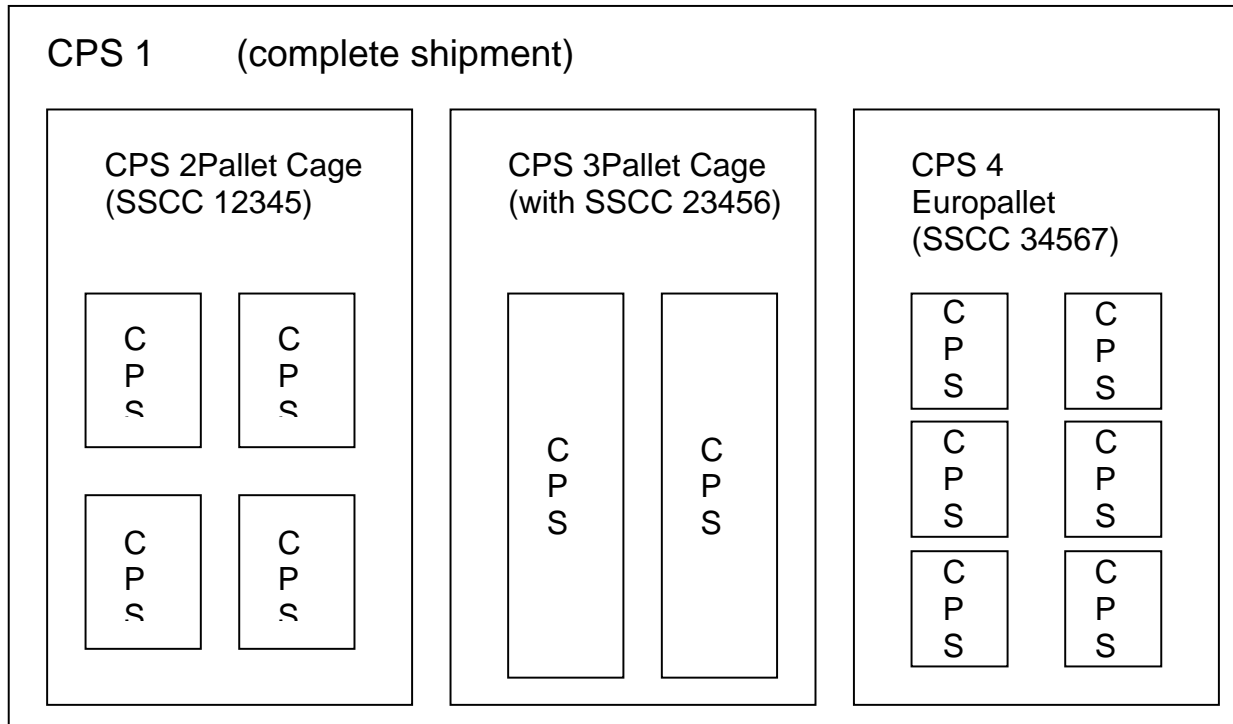 CPS 1 (complete shipment)
CPS 2Pallet Cage
(SSCC 12345)
C
P
S
C
P
S
C
P
S
C
P
S
CPS 3Pallet Cage
(with SSCC 23456)
C
P
S
C
P
S
CPS 4
Europallet
(SSCC 34567)
C
P
S
C
P
S
C
P
S
C
P
S
C
P
S
C
P
S